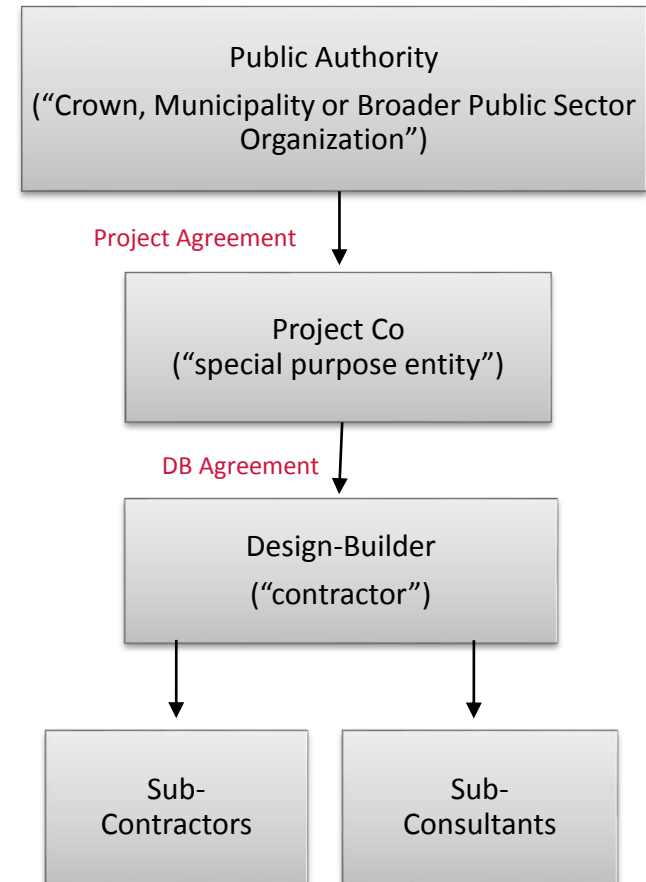 Public Authority
(“Crown, Municipality or Broader Public Sector
Organization”)
Project Agreement
Project Co
(“special purpose entity”)
DB Agreement
Design-Builder
(“contractor”)
Sub-
Contractors
Sub-
Consultants